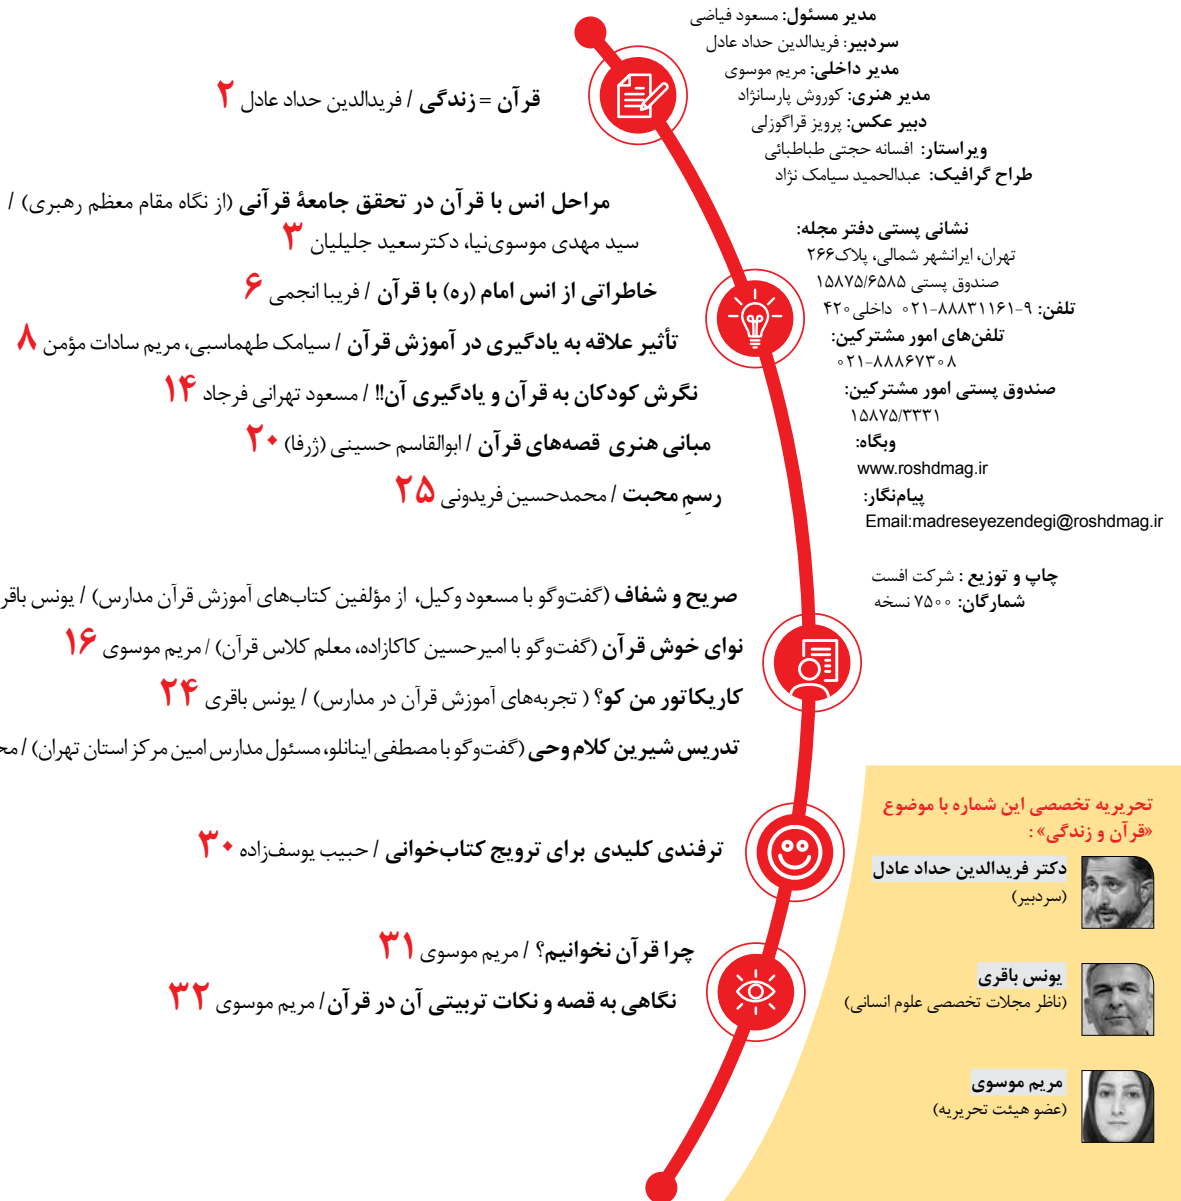 مدیر مسئول: مسعود فیاضی
سردبیر: فریدالدین حداد عادل
مدیر داخلی: مریم موسوی
مدیر هنری: کوروش پارسانژاد
دبیر عکس: پرویز قراگوزلی
ویراستار: افسانه حجتی طباطبائی
طراح گرافیک: عبدالحمید سیامک نژاد
نشانی پستی دفتر مجله:
تهران، ایرانشهر شمالی، پلاک۲۶۶
صندوق پستی ۱۵۸۷۵/۶۵۸۵
تلفن: ۹-۰۲۱-۸۸۸۳۱۱۶۱ داخلی۴۲۰
تلفن‌های امور مشترکین:
۰۲۱-۸۸۸۶۷۳۰۸
صندوق پستی امور مشترکین:
۱۵۸۷۵/۳۳۳۱
وبگاه:
www.roshdmag.ir
پیام‌نگار:
Email:madreseyezendegi@roshdmag.ir
چاپ و توزیع : شرکت افست
شمارگان: ۷۵۰۰ نسخه
قرآن = زندگی / فریدالدین حداد عادل ۲
مراحل انس با قرآن در تحقق جامعهٔ قرآنی (از نگاه مقام معظم رهبری) /
سید مهدی موسوی‌نیا، دکترسعید جلیلیان ۳
خاطراتی از انس امام (ره) با قرآن / فریبا انجمی ۶
تأثیر علاقه به یادگیری در آموزش قرآن / سیامک طهماسبی، مریم سادات مؤمن ۸
نگرش کودکان به قرآن و یادگیری آن!! / مسعود تهرانی فرجاد ۱۴
مبانی هنری قصه‌های قرآن / ابوالقاسم حسینی (ژرفا) ۲۰
رسمِ محبت / محمدحسین فریدونی ۲۵
صریح و شفاف (گفت‌وگو با مسعود وکیل، از مؤلفین کتاب‌های آموزش قرآن مدارس) / یونس باقر
نوای خوش قرآن (گفت‌وگو با امیرحسین کاکازاده، معلم کلاس قرآن) / مریم موسوی ۱۶
کاریکاتور من کو؟ ( تجربه‌های آموزش قرآن در مدارس) / یونس باقری ۲۴
تدریس شیرین کلام وحی (گفت‌وگو با مصطفی اینانلو، مسئول مدارس امین مرکز استان تهران) / مح
ترفندی کلیدی برای ترویج کتاب‌خوانی / حبیب یوسف‌زاده ۳۰
چرا قرآن نخوانیم؟ / مریم موسوی ۳۱
نگاهی به قصه و نکات تربیتی آن در قرآن/ مریم موسوی ۳۲
تحریریه تخصصی این شماره با موضوع
«قرآن و زندگی» :
دکتر فریدالدین حداد عادل
(سردبیر)
یونس باقری
(ناظر مجلات تخصصی علوم انسانی)
مریم موسوی
(عضو هیئت تحریریه)